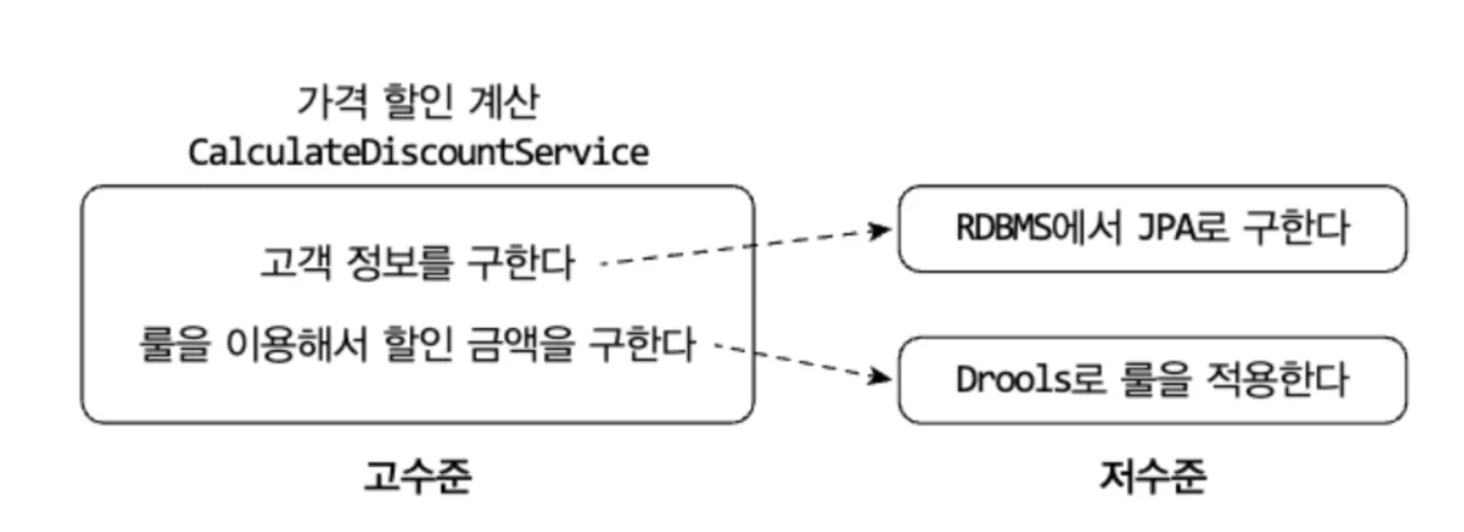 가격 할인 계산
CalculateDiscountService
고객 정보를 구한다
룰을 이용해서 할인 금액을 구한다
고수준
RDBMS에서 JPA로 구한다
Drools로 룰을 적용한다
저수준